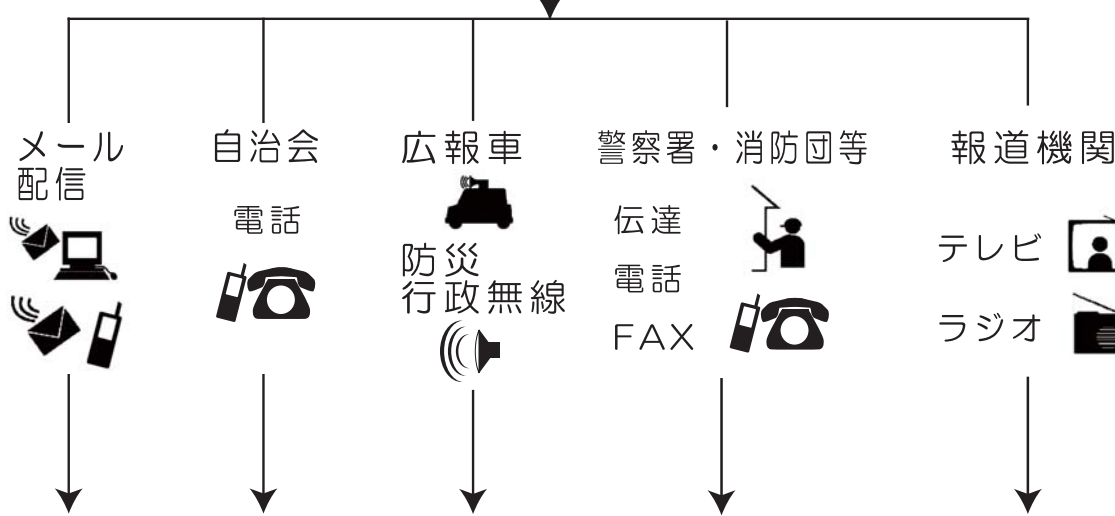 メール
配信
自治会
電話
広報車
防災
行政無線
警察署・消防団等
伝達
電話
FAX
報道機関
テレビ
ラジオ